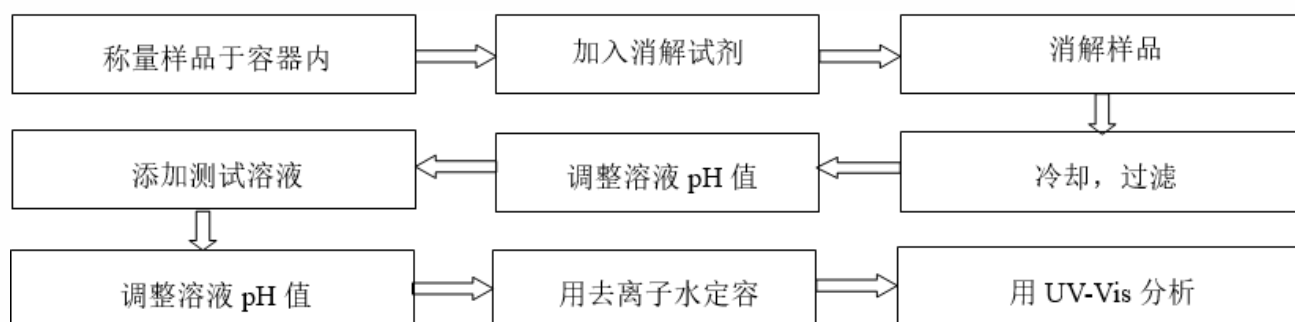 称量样品于容器内
加入消解试剂
消解样品
冷却，过滤
调整溶液 pH 值
添加测试溶液
调整溶液 pH 值
用去离子水定容
用 UV-Vis 分析